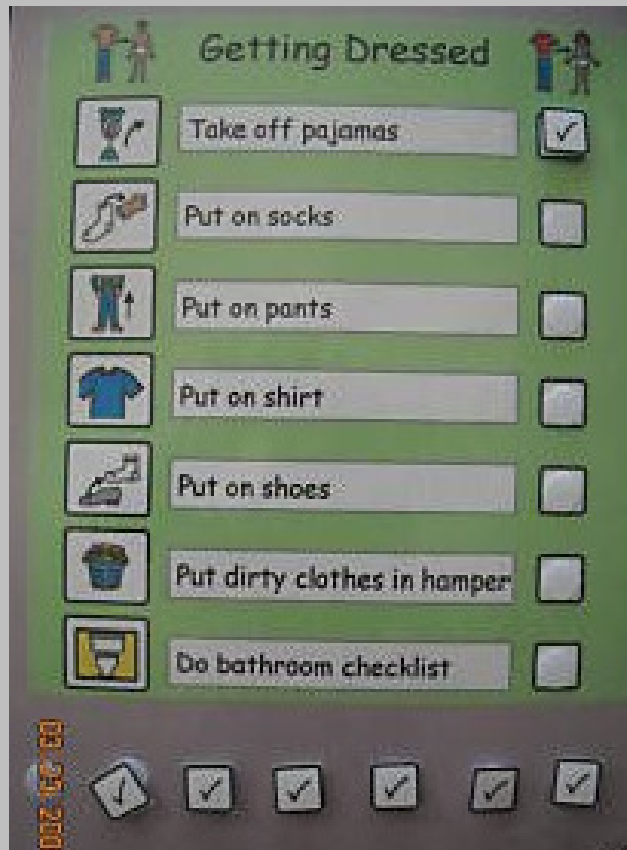 Getting Dressed
Take off pajamas
Put on socks
Put on pants
Put on shirt
Put on shoes
Put dirty clothes in hamper
Do bathroom checklist